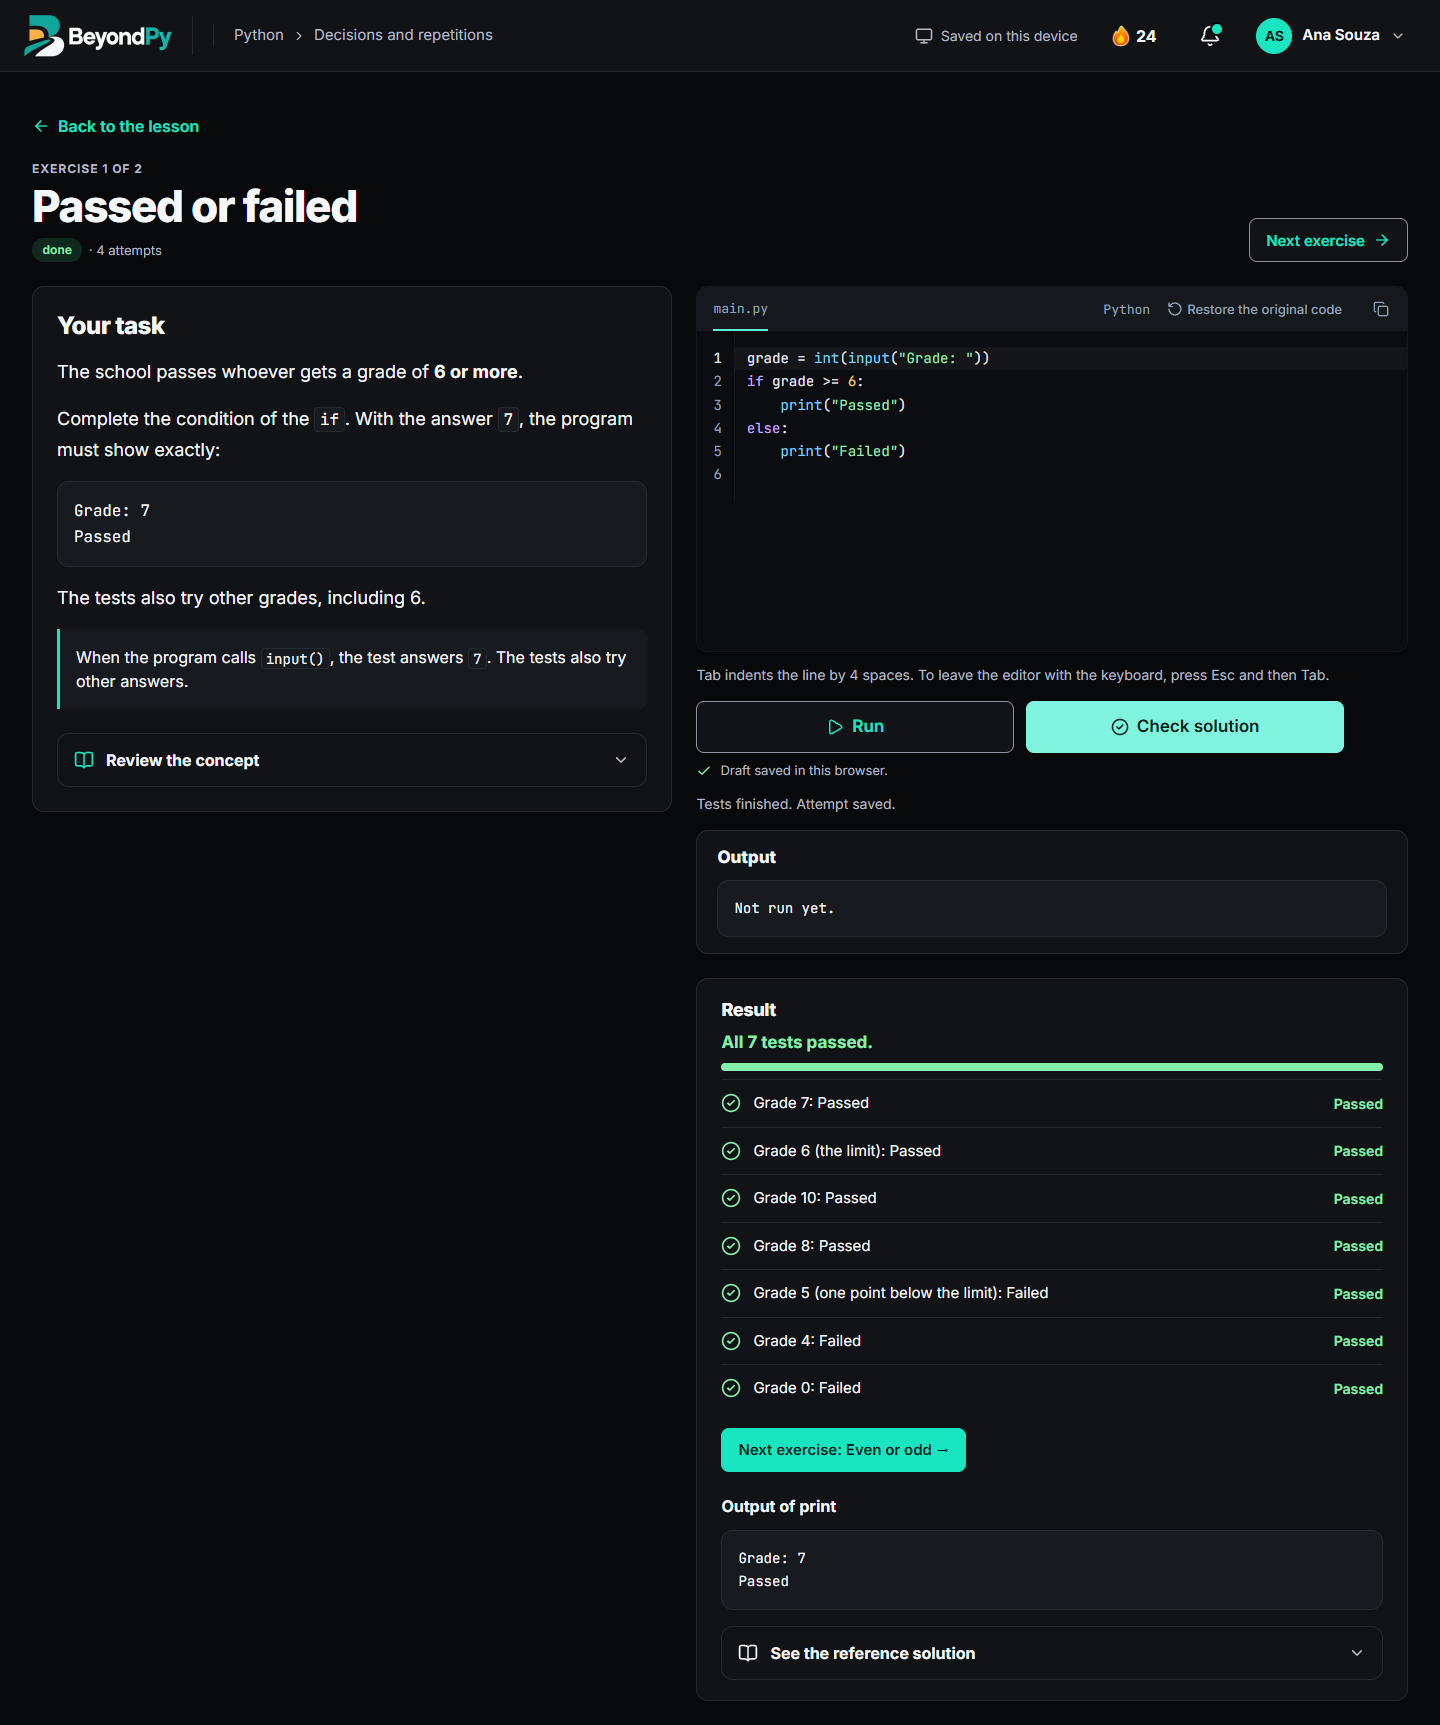 BeyondPy
Python > Decisions and repetitions
Saved on this device
24
AS
Ana Souza
← Back to the lesson
EXERCISE 1 OF 2
Passed or failed
done · 4 attempts
Next exercise →
Your task
The school passes whoever gets a grade of 6 or more.
Complete the condition of the if. With the answer 7, the program
must show exactly:
Grade: 7
Passed
The tests also try other grades, including 6.
When the program calls input(), the test answers 7. The tests also try
other answers.
Review the concept
main.py
Python
Restore the original code
1 grade = int(input("Grade: "))
2 if grade >= 6:
3     print("Passed")
4 else:
5     print("Failed")
6
Tab indents the line by 4 spaces. To leave the editor with the keyboard, press Esc and then Tab.
Run
Check solution
Draft saved in this browser.
Tests finished. Attempt saved.
Output
Not run yet.
Result
All 7 tests passed.
Grade 7: Passed Passed
Grade 6 (the limit): Passed Passed
Grade 10: Passed Passed
Grade 8: Passed Passed
Grade 5 (one point below the limit): Failed Passed
Grade 4: Failed Passed
Grade 0: Failed Passed
Next exercise: Even or odd →
Output of print
Grade: 7
Passed
See the reference solution